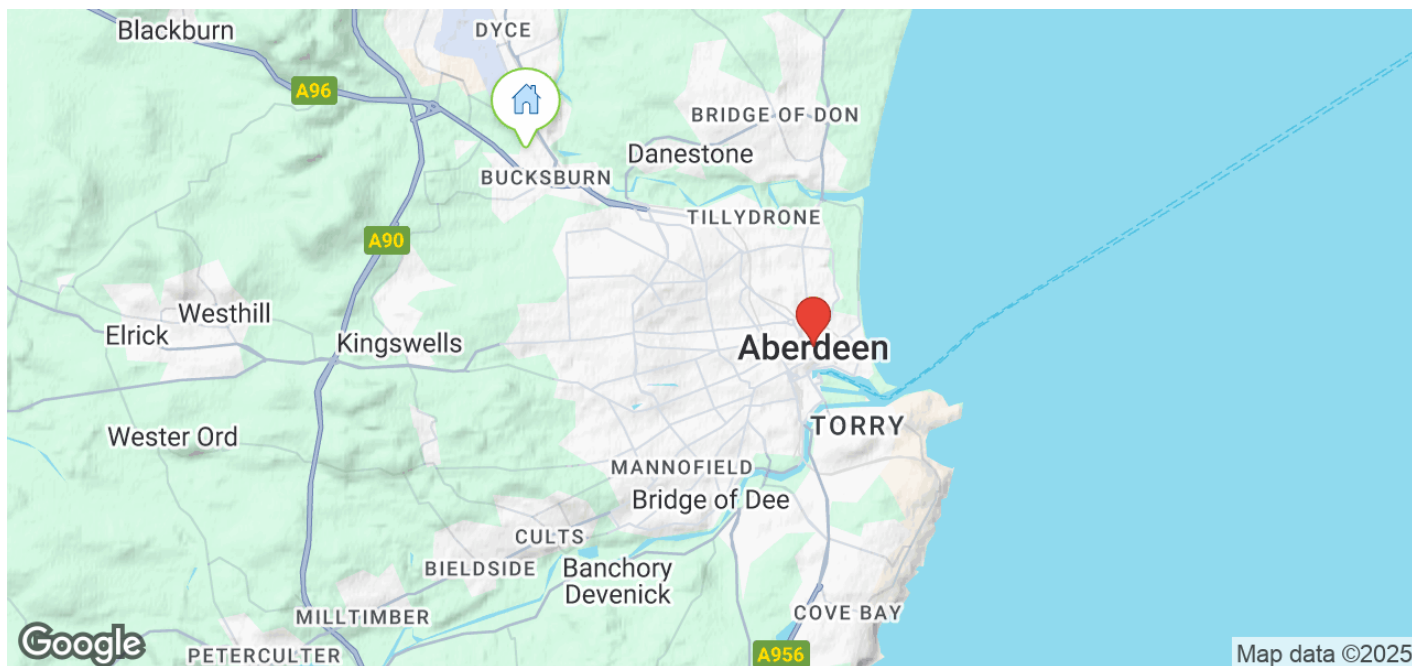 Blackburn
DYCE
A96
BRIDGE OF DON
Danestone
BUCKSBURN
TILLYDRONE
A90
Westhill
Elrick
Kingswells
Aberdeen
TORRY
Wester Ord
MANNOFIELD
Bridge of Dee
CULTS
BIELDSIDE
Banchory
Devenick
MILLTIMBER
COVE BAY
PETERCULTER
A956
Google
Map data ©2025